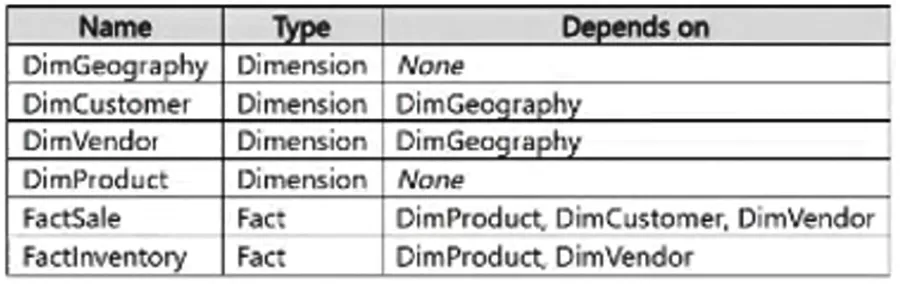 Name Type Depends on
DimGeography Dimension None
DimCustomer Dimension DimGeography
DimVendor Dimension DimGeography
DimProduct Dimension None
FactSale Fact DimProduct, DimCustomer, DimVendor
FactInventory Fact DimProduct, DimVendor